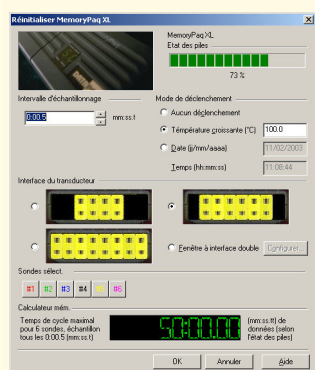 Réinitialiser MemoryPaq XL
MemoryPaq XL
Etat des piles
73 %
Intervalle d'échantillonnage
0:00.5 mm:ss.t
Mode de déclenchement
Aucun déclenchement
Température croissante (°C) 100.0
Date (jj/mm/aaaa) 11/02/2003
Temps (hh:mm:ss) 11:08:44
Interface du transducteur
Fenêtre à interface double Configurer...
Sondes sélect.
#1 #2 #3 #4 #6
Calculateur mém.
Temps de cycle maximal
pour 6 sondes, échantillon
tous les 0:00.5 (mm:ss.t)
50:00.00
(mm:ss.ft) de
données (selon
l'état des piles)
OK Annuler Aide